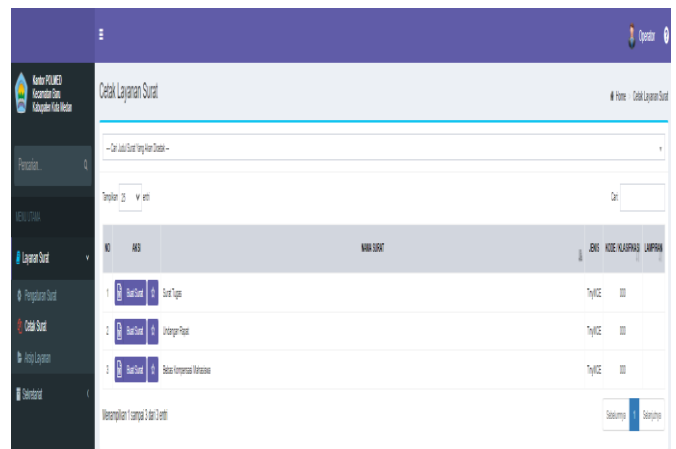 Operator
Kantor POLMED
Kecamatan Baru
Kabupaten Kota Medan
Cetak Layanan Surat
Home Cetak Layanan Surat
-- Cari Judul Surat Yang Akan Dicetak --
Pencarian...
Tampilkan 25 entri
Cari:
MENU UTAMA
NO AKSI NAMA SURAT JENIS KODE / KLASIFIKASI LAMPIRAN
Layanan Surat
1 Buat Surat Surat Tugas TinyMCE 000
Pengaturan Surat
Cetak Surat
2 Buat Surat Undangan Rapat TinyMCE 000
Arsip Layanan
3 Buat Surat Bebas Kompensasi Mahasiswa TinyMCE 000
Sekretariat
Menampilkan 1 sampai 3 dari 3 entri
Sebelumnya 1 Selanjutnya